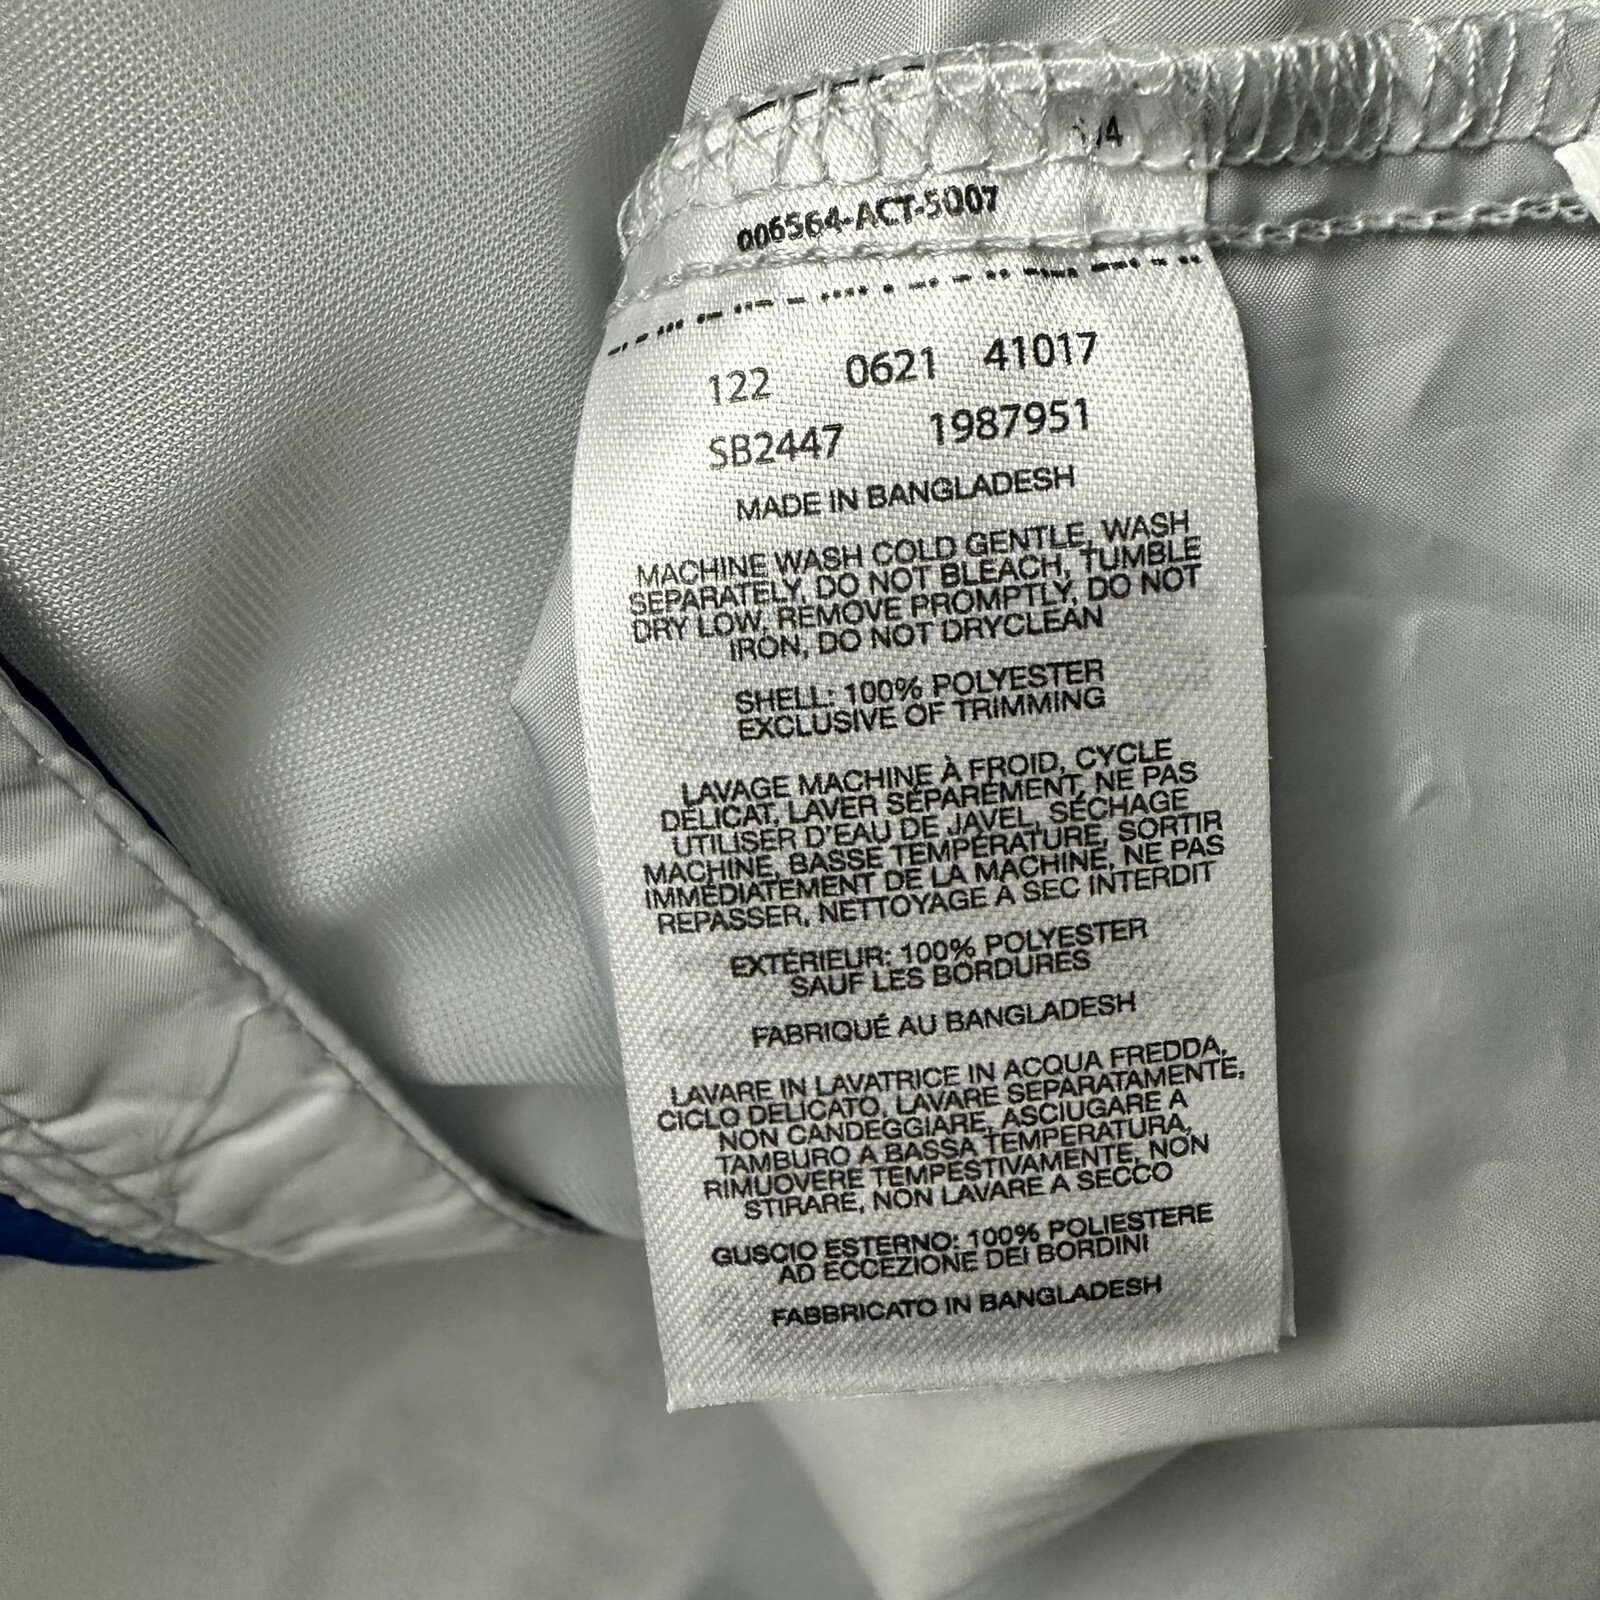 /4
006564-ACT-5007
122 0621 41017
SB2447 1987951
MADE IN BANGLADESH
MACHINE WASH COLD GENTLE, WASH
SEPARATELY, DO NOT BLEACH, TUMBLE
DRY LOW, REMOVE PROMPTLY, DO NOT
IRON, DO NOT DRYCLEAN
SHELL: 100% POLYESTER
EXCLUSIVE OF TRIMMING
LAVAGE MACHINE À FROID, CYCLE
DÉLICAT, LAVER SÉPARÉMENT, NE PAS
UTILISER D'EAU DE JAVEL, SÉCHAGE
MACHINE, BASSE TEMPÉRATURE, SORTIR
IMMÉDIATEMENT DE LA MACHINE, NE PAS
REPASSER, NETTOYAGE A SEC INTERDIT
EXTÉRIEUR: 100% POLYESTER
SAUF LES BORDURES
FABRIQUÉ AU BANGLADESH
LAVARE IN LAVATRICE IN ACQUA FREDDA,
CICLO DELICATO, LAVARE SEPARATAMENTE,
NON CANDEGGIARE, ASCIUGARE A
TAMBURO A BASSA TEMPERATURA,
RIMUOVERE TEMPESTIVAMENTE, NON
STIRARE, NON LAVARE A SECCO
GUSCIO ESTERNO: 100% POLIESTERE
AD ECCEZIONE DEI BORDINI
FABBRICATO IN BANGLADESH